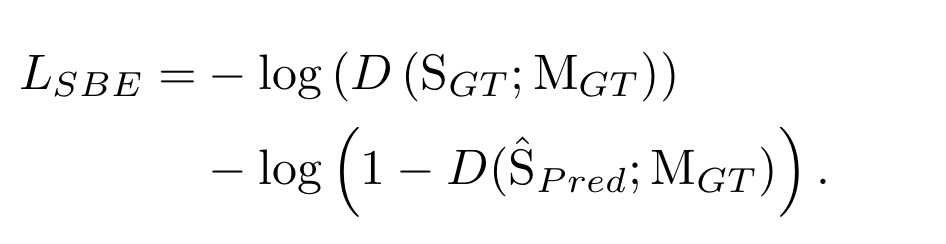 L_{SBE} = − log (D (S_{GT}; M_{GT}))
− log (1 − D(Ŝ_{Pred}; M_{GT})) .